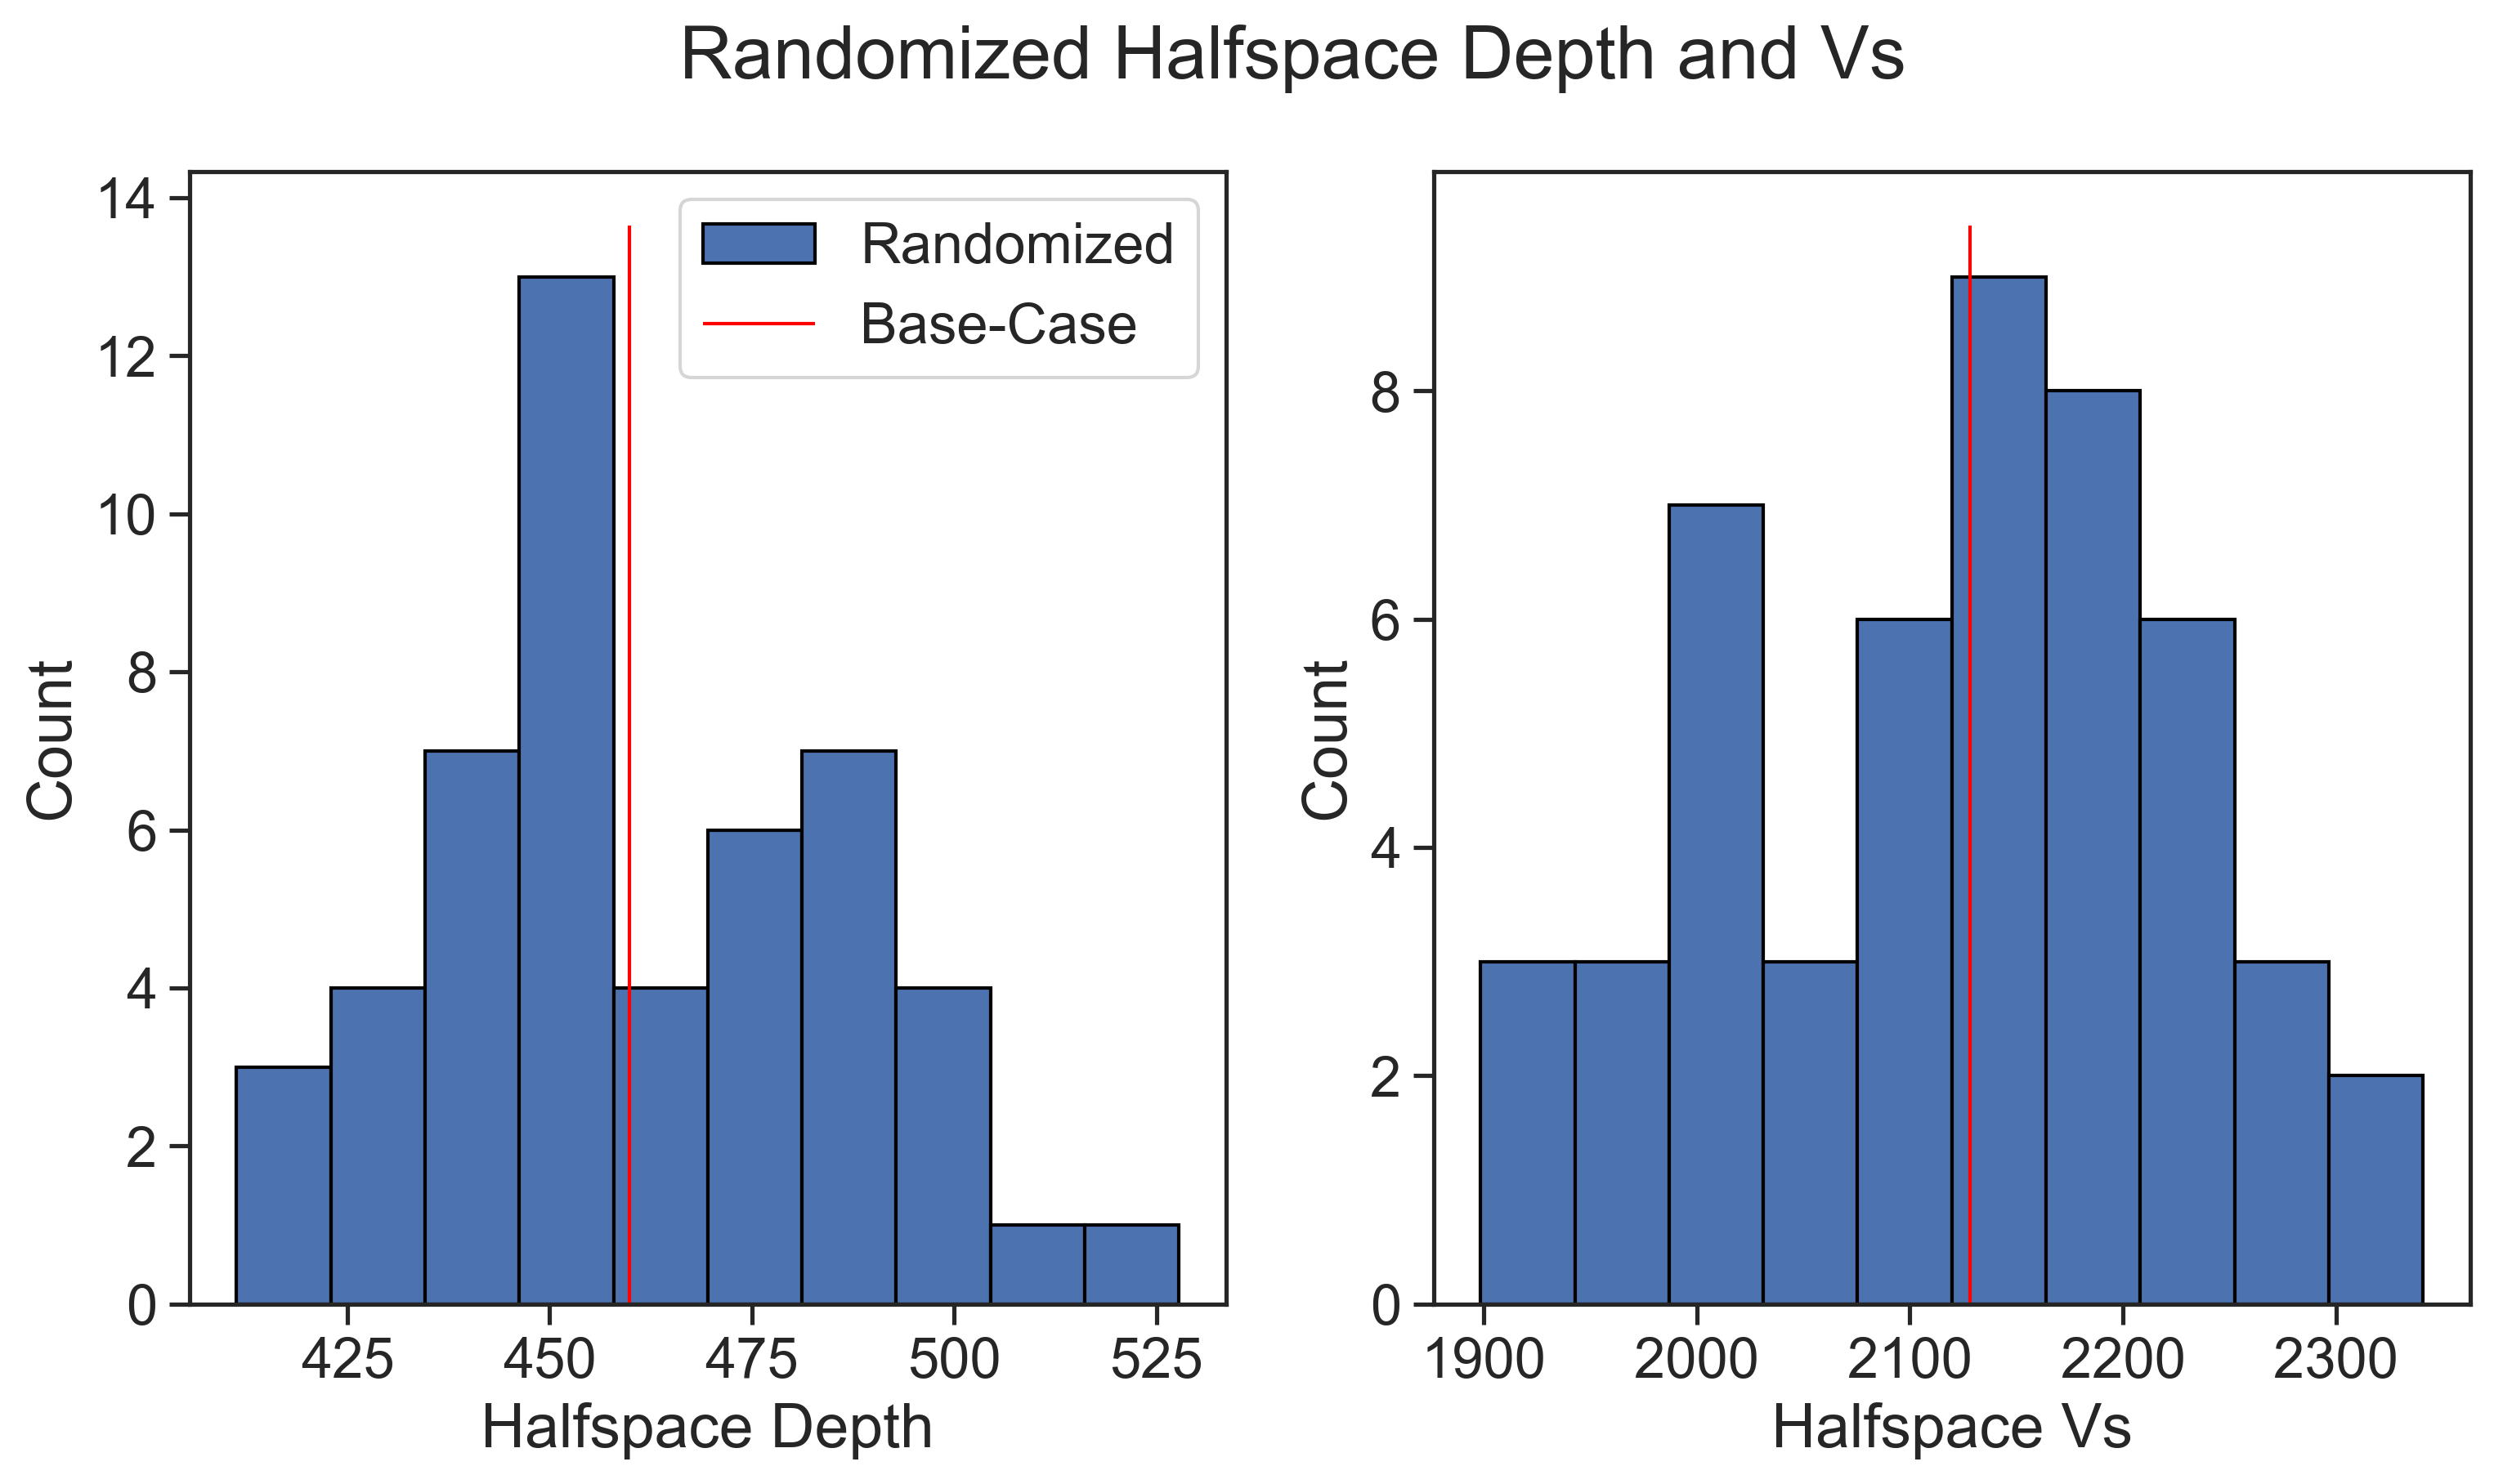 Randomized Halfspace Depth and Vs
14
12
10
8
6
4
2
0
Count
Randomized
Base-Case
425 450 475 500 525
Halfspace Depth
8
6
4
2
0
Count
1900 2000 2100 2200 2300
Halfspace Vs